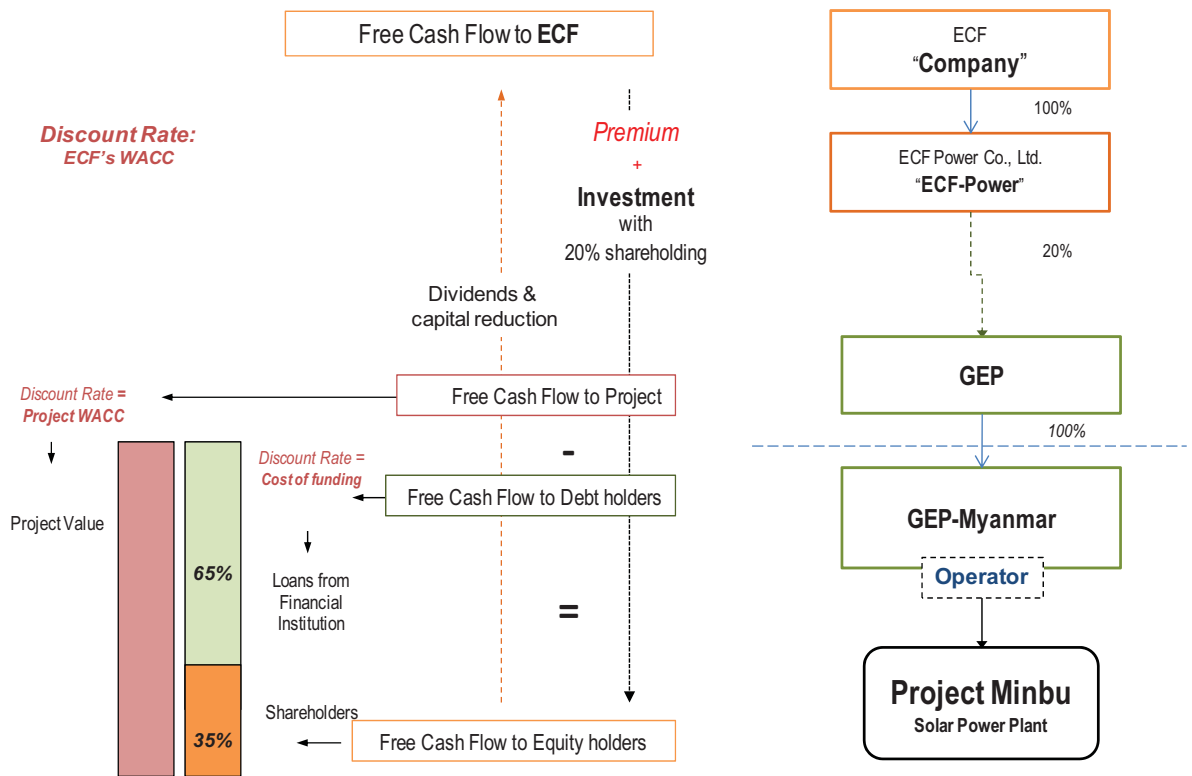 Free Cash Flow to ECF
Discount Rate:
ECF's WACC
Premium
+
Investment
with
20% shareholding
Dividends &
capital reduction
Discount Rate =
Project WACC
Free Cash Flow to Project
-
Discount Rate =
Cost of funding
Free Cash Flow to Debt holders
Project Value
65%
Loans from
Financial
Institution
=
Shareholders
35%
Free Cash Flow to Equity holders
ECF
“Company”
100%
ECF Power Co., Ltd.
“ECF-Power”
20%
GEP
100%
GEP-Myanmar
Operator
Project Minbu
Solar Power Plant